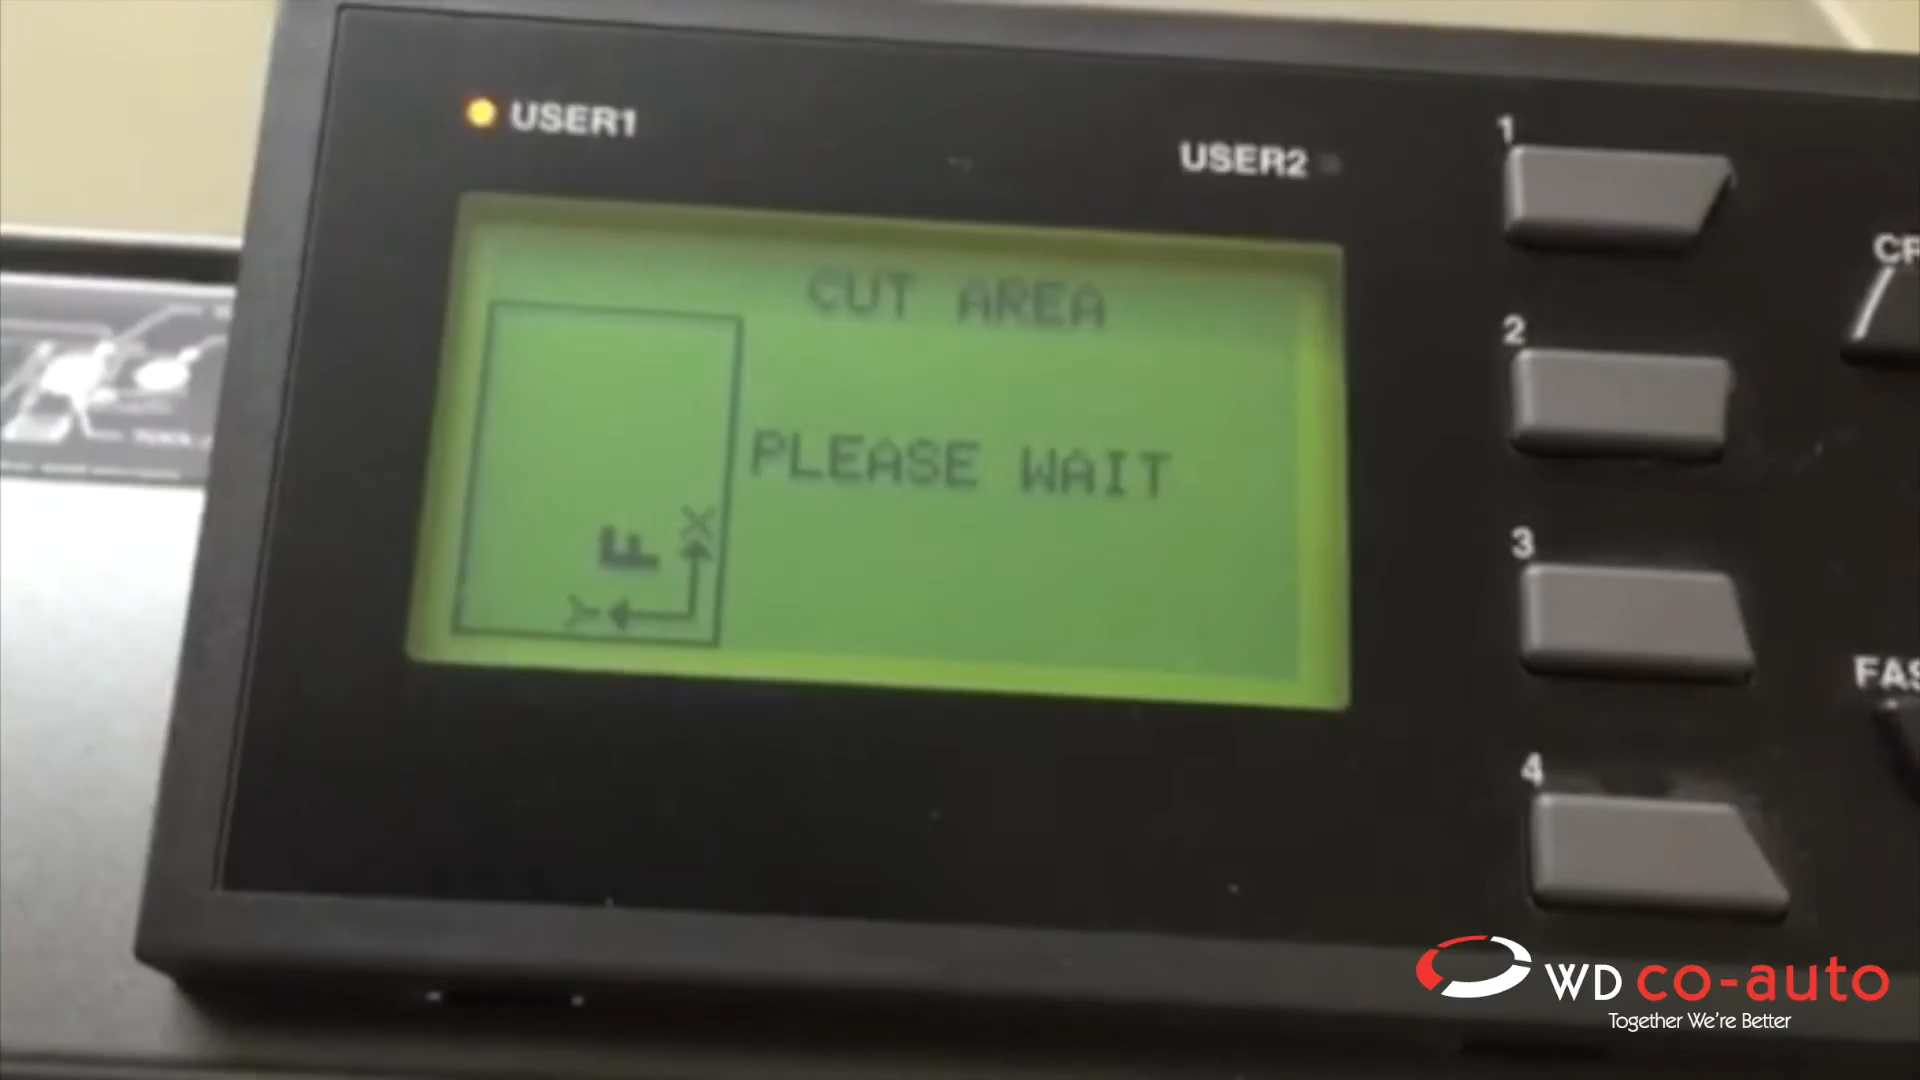 USER1
USER2
CUT AREA
PLEASE WAIT
F
X
Y
1
2
3
4
WD co-auto
Together We're Better